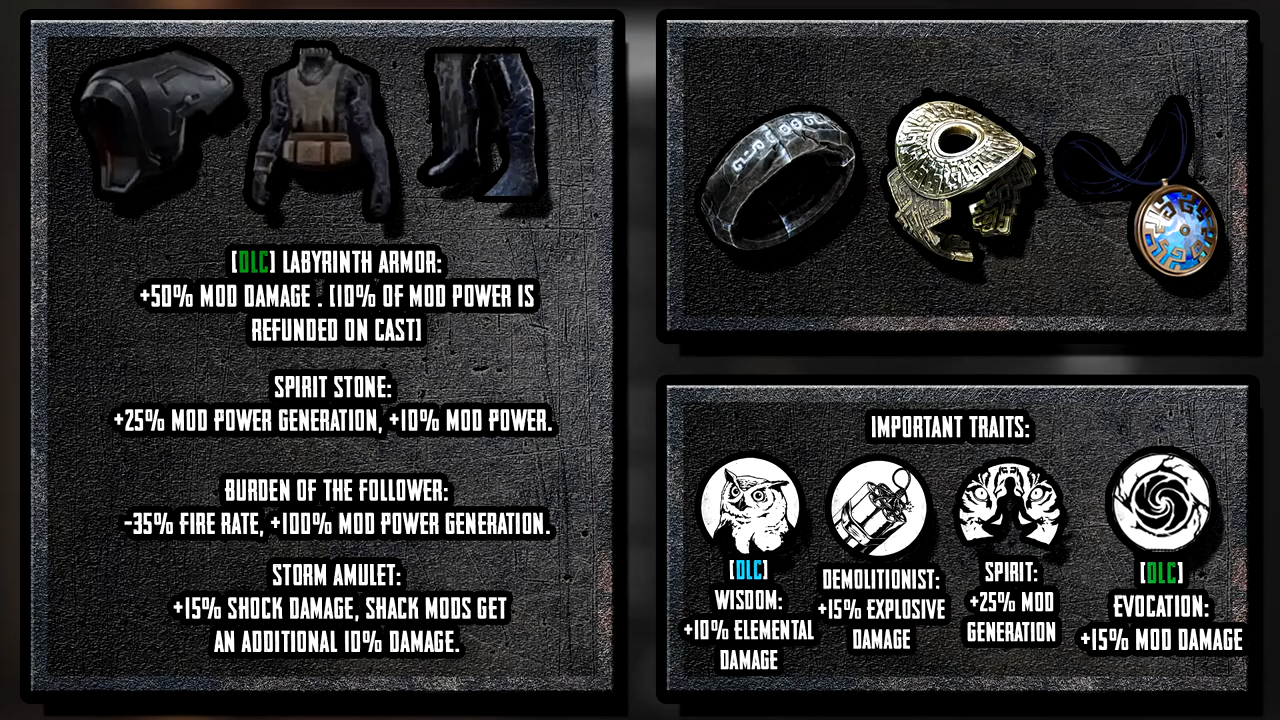 [DLC] LABYRINTH ARMOR:
+50% MOD DAMAGE . [10% OF MOD POWER IS
REFUNDED ON CAST]
SPIRIT STONE:
+25% MOD POWER GENERATION, +10% MOD POWER.
BURDEN OF THE FOLLOWER:
-35% FIRE RATE, +100% MOD POWER GENERATION.
STORM AMULET:
+15% SHOCK DAMAGE, SHACK MODS GET
AN ADDITIONAL 10% DAMAGE.
IMPORTANT TRAITS:
[DLC]
WISDOM:
+10% ELEMENTAL
DAMAGE
DEMOLITIONIST:
+15% EXPLOSIVE
DAMAGE
SPIRIT:
+25% MOD
GENERATION
[DLC]
EVOCATION:
+15% MOD DAMAGE